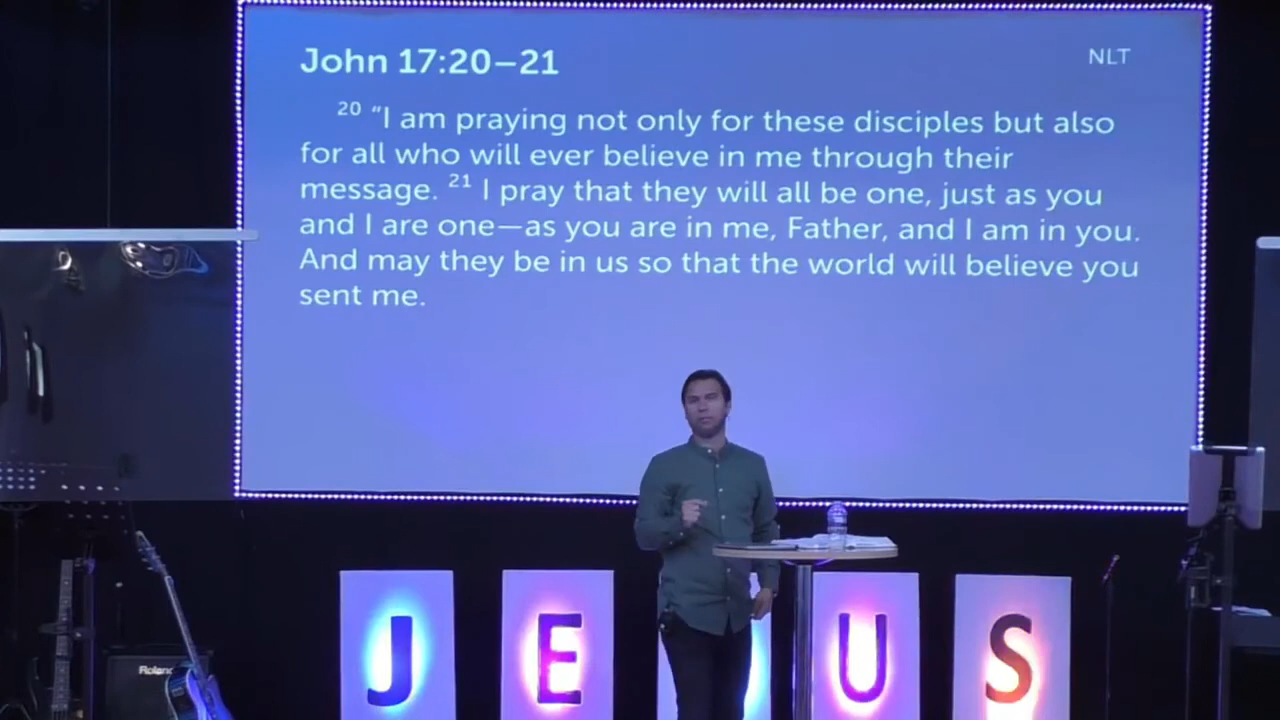 John 17:20–21
NLT
20 “I am praying not only for these disciples but also
for all who will ever believe in me through their
message. 21 I pray that they will all be one, just as you
and I are one—as you are in me, Father, and I am in you.
And may they be in us so that the world will believe you
sent me.
J E U S
Roland